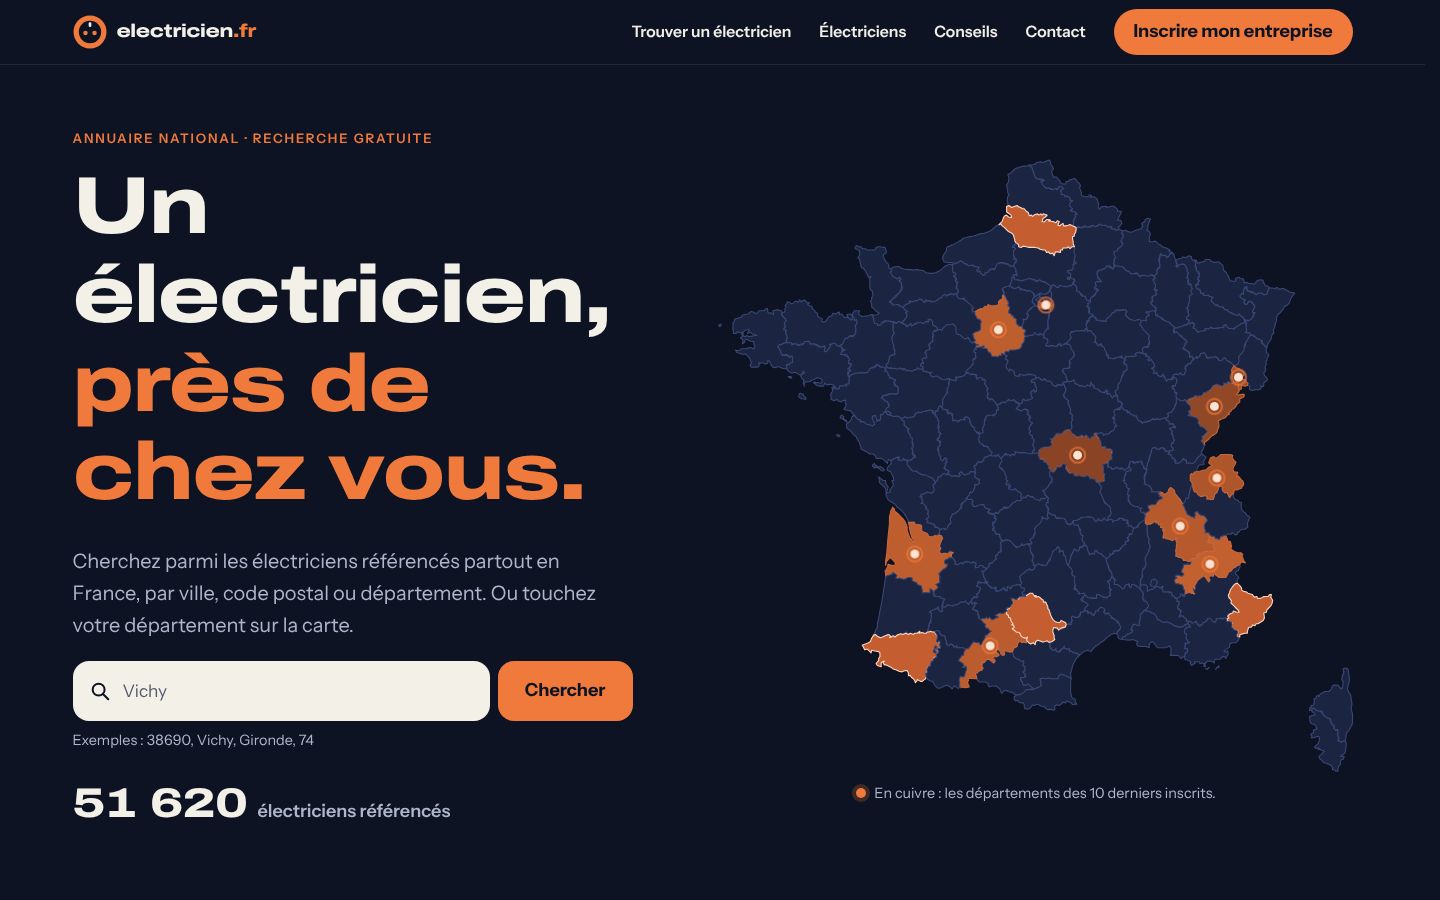 electricien.fr
Trouver un électricien
Électriciens
Conseils
Contact
Inscrire mon entreprise
ANNUAIRE NATIONAL · RECHERCHE GRATUITE
Un
électricien,
près de
chez vous.
Cherchez parmi les électriciens référencés partout en
France, par ville, code postal ou département. Ou touchez
votre département sur la carte.
Vichy
Chercher
Exemples : 38690, Vichy, Gironde, 74
51 620 électriciens référencés
En cuivre : les départements des 10 derniers inscrits.